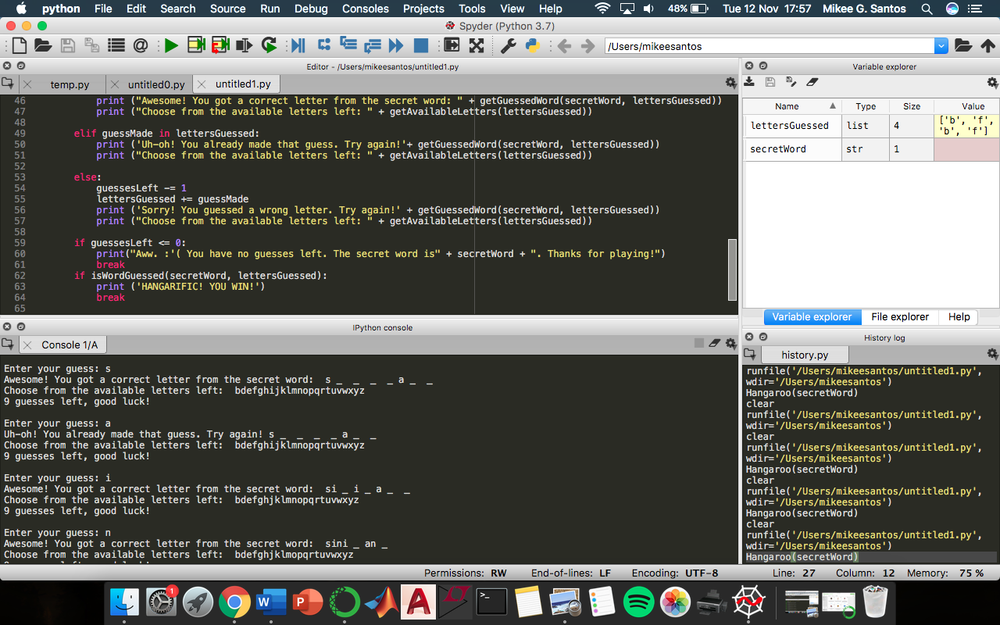 python File Edit Search Source Run Debug Consoles Projects Tools View Help 48% Tue 12 Nov 17:57 Mikee G. Santos
Spyder (Python 3.7)
/Users/mikeesantos
Editor - /Users/mikeesantos/untitled1.py
temp.py untitled0.py untitled1.py
46 print ("Awesome! You got a correct letter from the secret word: " + getGuessedWord(secretWord, lettersGuessed))
47 print ("Choose from the available letters left: " + getAvailableLetters(lettersGuessed))
48
49 elif guessMade in lettersGuessed:
50 print ('Uh-oh! You already made that guess. Try again!'+ getGuessedWord(secretWord, lettersGuessed))
51 print ("Choose from the available letters left: " + getAvailableLetters(lettersGuessed))
52
53 else:
54 guessesLeft -= 1
55 lettersGuessed += guessMade
56 print ('Sorry! You guessed a wrong letter. Try again!' + getGuessedWord(secretWord, lettersGuessed))
57 print ("Choose from the available letters left: " + getAvailableLetters(lettersGuessed))
58
59 if guessesLeft <= 0:
60 print("Aww. :'( You have no guesses left. The secret word is" + secretWord + ". Thanks for playing!")
61 break
62 if isWordGuessed(secretWord, lettersGuessed):
63 print ('HANGARIFIC! YOU WIN!')
64 break
65
IPython console
Console 1/A
Enter your guess: s
Awesome! You got a correct letter from the secret word:  s _  _  _  _ a _  _
Choose from the available letters left:  bdefghijklmnopqrtuvwxyz
9 guesses left, good luck!
Enter your guess: a
Uh-oh! You already made that guess. Try again! s _  _  _  _ a _  _
Choose from the available letters left:  bdefghijklmnopqrtuvwxyz
9 guesses left, good luck!
Enter your guess: i
Awesome! You got a correct letter from the secret word:  si _ i _ a _  _
Choose from the available letters left:  bdefghjklmnopqrtuvwxyz
9 guesses left, good luck!
Enter your guess: n
Awesome! You got a correct letter from the secret word:  sini _ an _
Choose from the available letters left:  bdefghjklmopqrtuvwxyz
Variable explorer
Name Type Size Value
lettersGuessed list 4 ['b', 'f',
'b', 'f']
secretWord str 1
Variable explorer File explorer Help
History log
history.py
runfile('/Users/mikeesantos/untitled1.py',
wdir='/Users/mikeesantos')
Hangaroo(secretWord)
clear
runfile('/Users/mikeesantos/untitled1.py',
wdir='/Users/mikeesantos')
clear
runfile('/Users/mikeesantos/untitled1.py',
wdir='/Users/mikeesantos')
Hangaroo(secretWord)
clear
runfile('/Users/mikeesantos/untitled1.py',
wdir='/Users/mikeesantos')
Hangaroo(secretWord)
clear
runfile('/Users/mikeesantos/untitled1.py',
wdir='/Users/mikeesantos')
Hangaroo(secretWord)
Permissions: RW End-of-lines: LF Encoding: UTF-8 Line: 27 Column: 12 Memory: 75 %
1
W P A >_